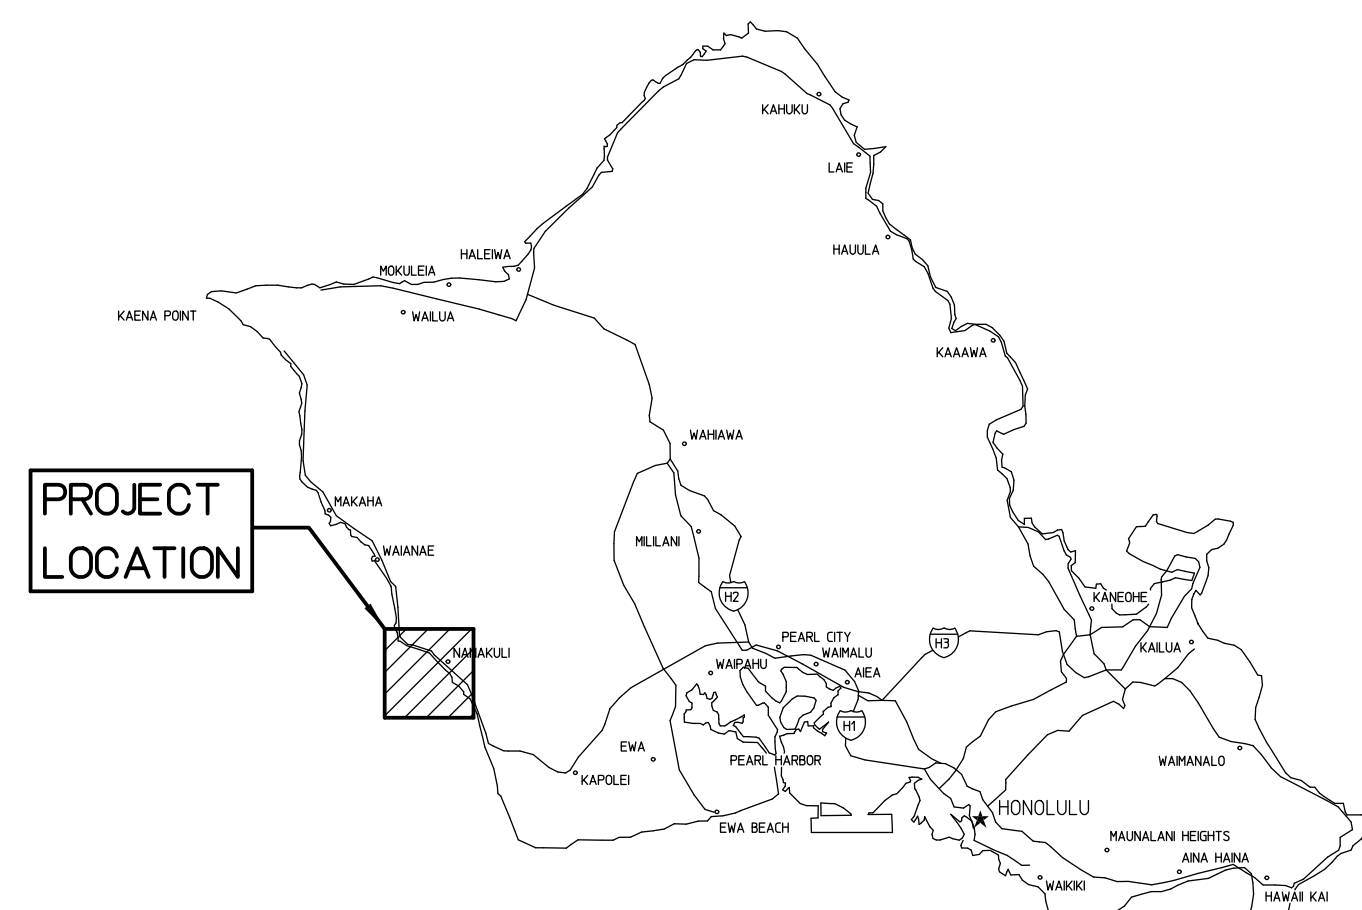 KAHUKU
LAIE
HAUULA
HALEIWA
MOKULEIA
KAENA POINT
WAILUA
KAAAWA
WAHIAWA
PROJECT
LOCATION
MAKAHA
MILILANI
WAIANAE
H2
KANEOHE
PEARL CITY
H3
KAILUA
NANAKULI
WAIMALU
WAIPAHU
AIEA
H1
EWA
PEARL HARBOR
WAIMANALO
KAPOLEI
HONOLULU
EWA BEACH
MAUNALANI HEIGHTS
AINA HAINA
WAIKIKI
HAWAII KAI